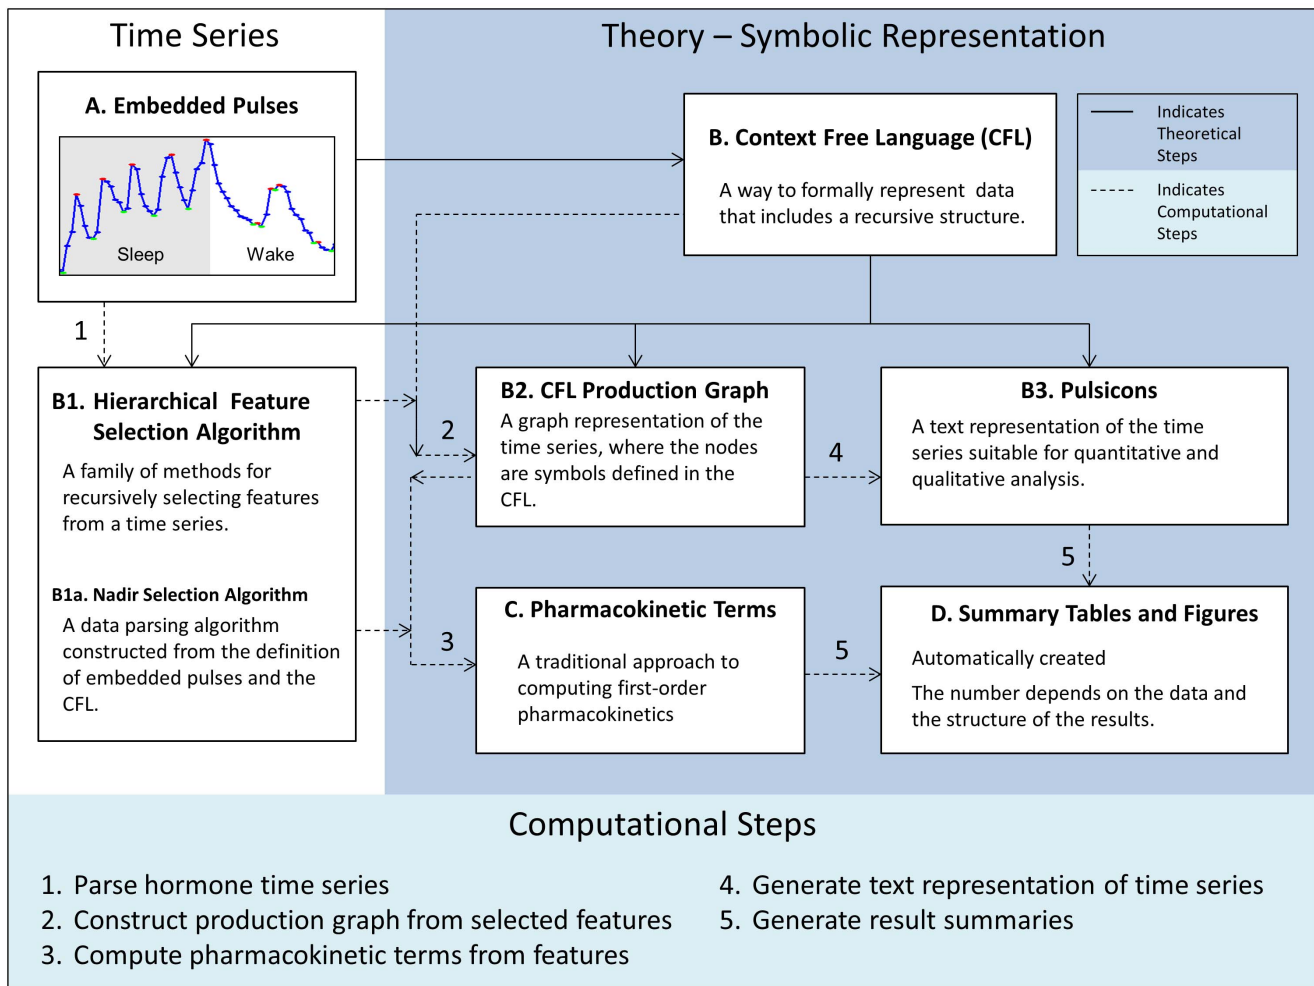 Time Series
Theory – Symbolic Representation
A. Embedded Pulses
Sleep
Wake
B. Context Free Language (CFL)
A way to formally represent data
that includes a recursive structure.
Indicates
Theoretical
Steps
Indicates
Computational
Steps
1
B1. Hierarchical Feature
Selection Algorithm
A family of methods for
recursively selecting features
from a time series.
B1a. Nadir Selection Algorithm
A data parsing algorithm
constructed from the definition
of embedded pulses and the
CFL.
2
B2. CFL Production Graph
A graph representation of the
time series, where the nodes
are symbols defined in the
CFL.
4
B3. Pulsicons
A text representation of the time
series suitable for quantitative and
qualitative analysis.
5
3
C. Pharmacokinetic Terms
A traditional approach to
computing first-order
pharmacokinetics
5
D. Summary Tables and Figures
Automatically created
The number depends on the data and
the structure of the results.
Computational Steps
1. Parse hormone time series
2. Construct production graph from selected features
3. Compute pharmacokinetic terms from features
4. Generate text representation of time series
5. Generate result summaries